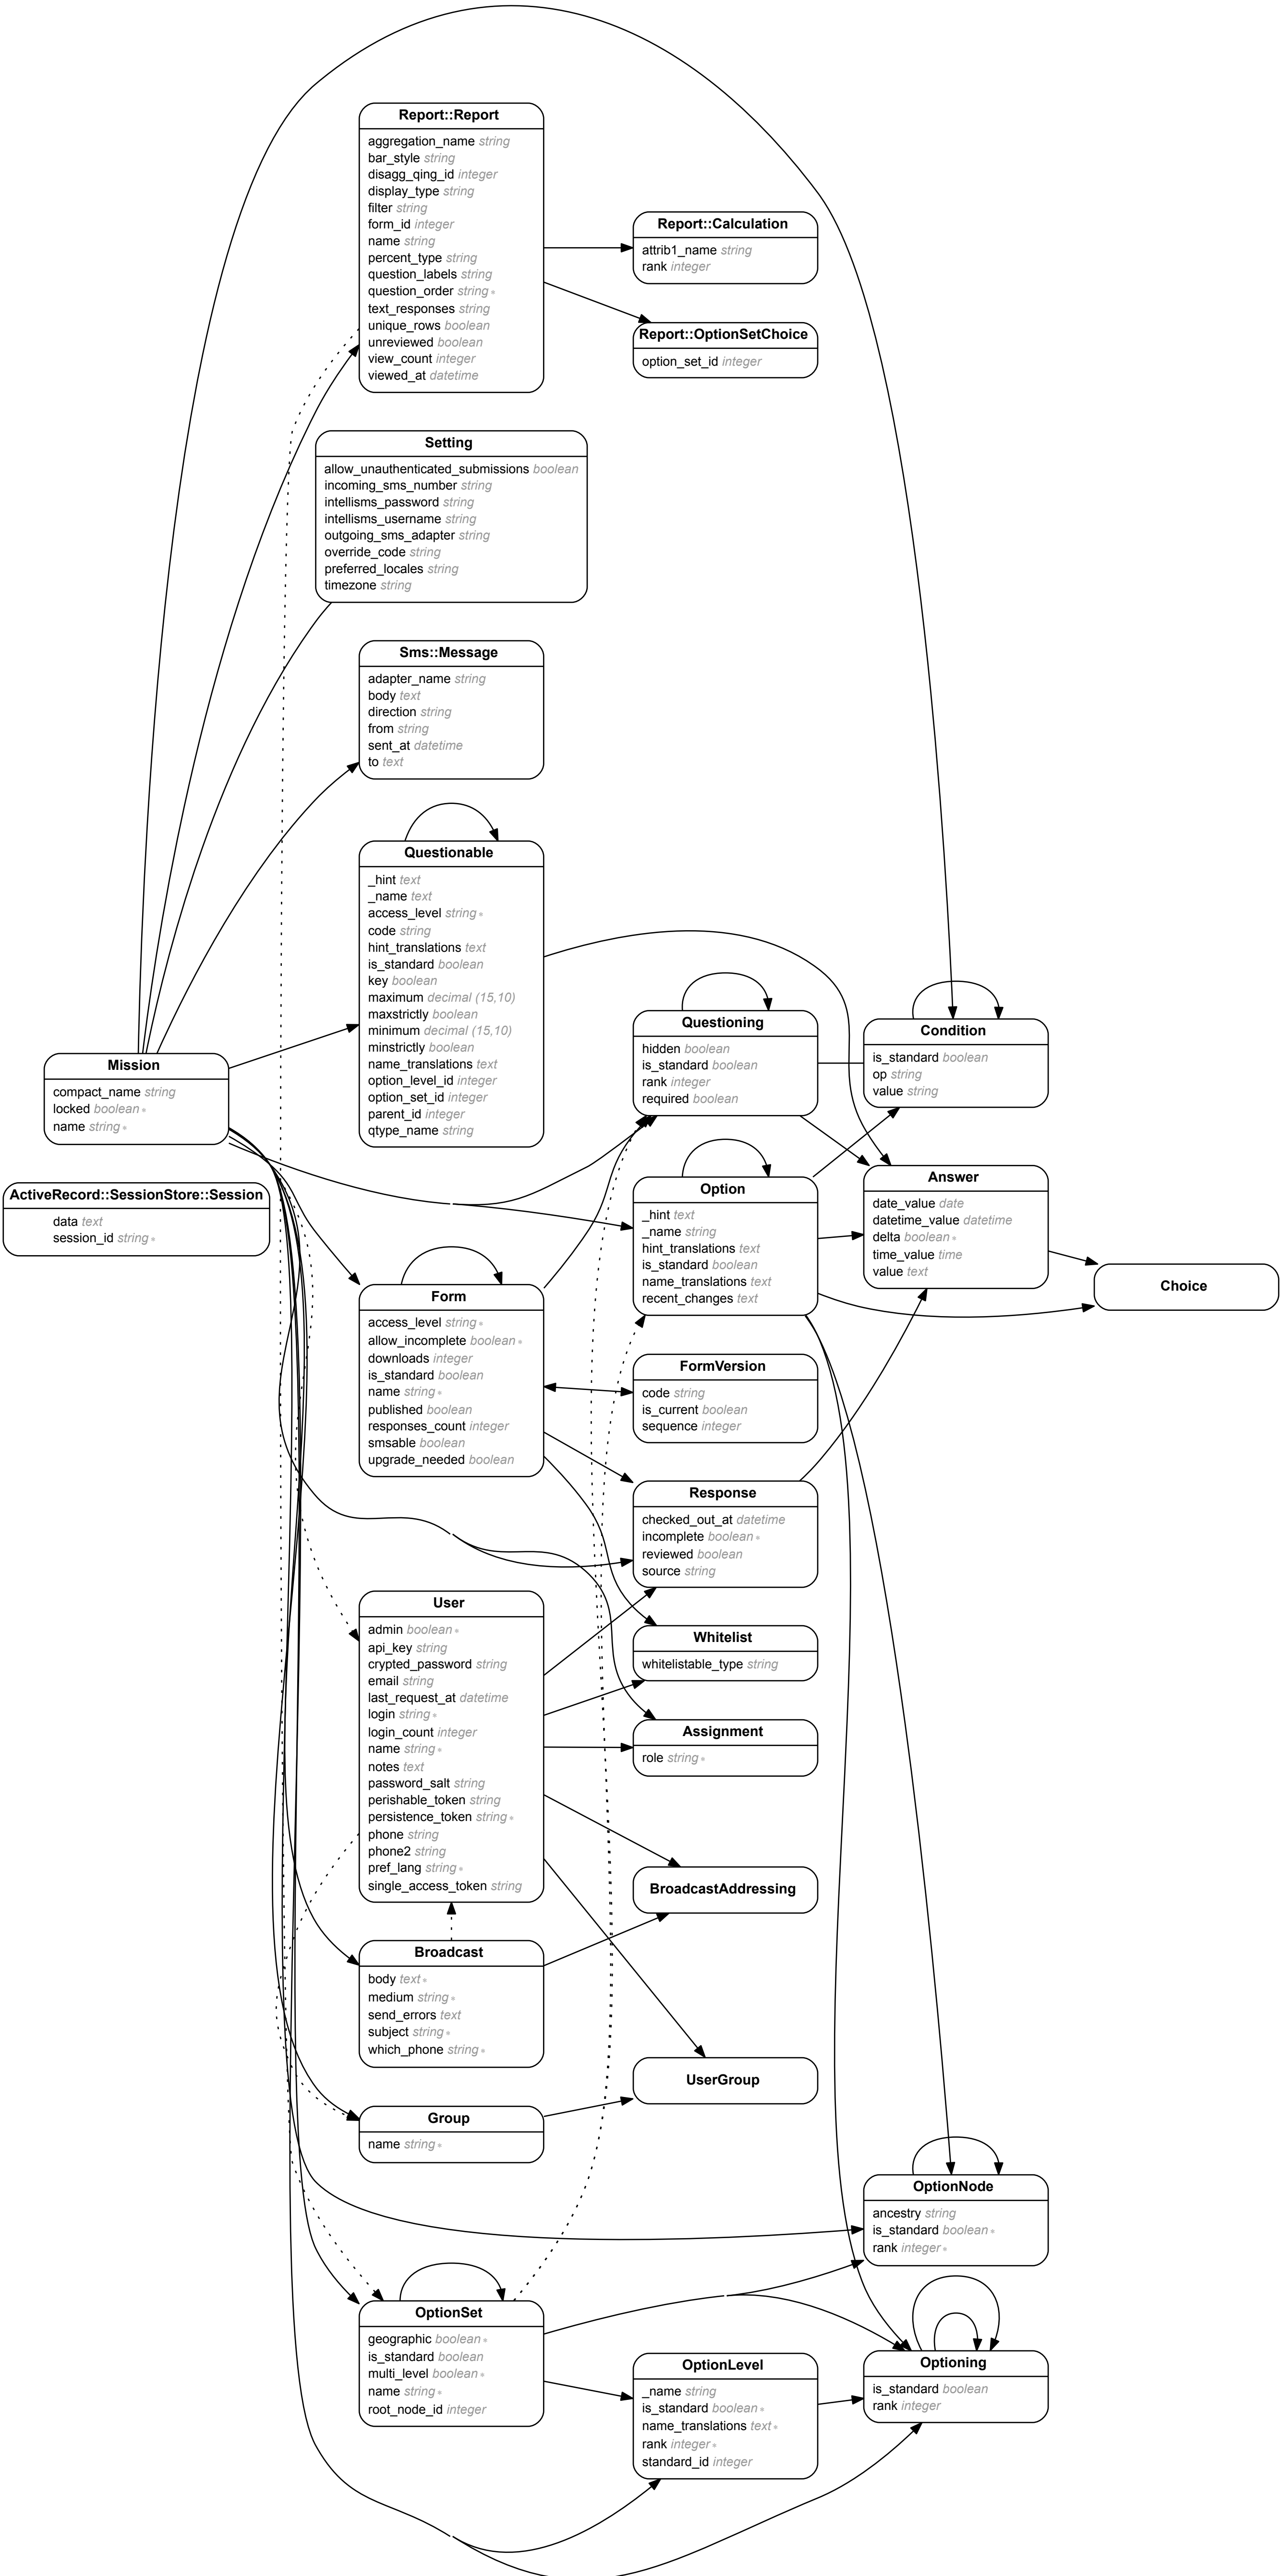 Report::Report
aggregation_name string
bar_style string
disagg_qing_id integer
display_type string
filter string
form_id integer
name string
percent_type string
question_labels string
question_order string *
text_responses string
unique_rows boolean
unreviewed boolean
view_count integer
viewed_at datetime
Report::Calculation
attrib1_name string
rank integer
Report::OptionSetChoice
option_set_id integer
Setting
allow_unauthenticated_submissions boolean
incoming_sms_number string
intellisms_password string
intellisms_username string
outgoing_sms_adapter string
override_code string
preferred_locales string
timezone string
Sms::Message
adapter_name string
body text
direction string
from string
sent_at datetime
to text
Questionable
_hint text
_name text
access_level string *
code string
hint_translations text
is_standard boolean
key boolean
maximum decimal (15,10)
maxstrictly boolean
minimum decimal (15,10)
minstrictly boolean
name_translations text
option_level_id integer
option_set_id integer
parent_id integer
qtype_name string
Questioning
hidden boolean
is_standard boolean
rank integer
required boolean
Condition
is_standard boolean
op string
value string
Mission
compact_name string
locked boolean *
name string *
ActiveRecord::SessionStore::Session
data text
session_id string *
Option
_hint text
_name string
hint_translations text
is_standard boolean
name_translations text
recent_changes text
Answer
date_value date
datetime_value datetime
delta boolean *
time_value time
value text
Choice
Form
access_level string *
allow_incomplete boolean *
downloads integer
is_standard boolean
name string *
published boolean
responses_count integer
smsable boolean
upgrade_needed boolean
FormVersion
code string
is_current boolean
sequence integer
Response
checked_out_at datetime
incomplete boolean *
reviewed boolean
source string
User
admin boolean *
api_key string
crypted_password string
email string
last_request_at datetime
login string *
login_count integer
name string *
notes text
password_salt string
perishable_token string
persistence_token string *
phone string
phone2 string
pref_lang string *
single_access_token string
Whitelist
whitelistable_type string
Assignment
role string *
BroadcastAddressing
Broadcast
body text *
medium string *
send_errors text
subject string *
which_phone string *
UserGroup
Group
name string *
OptionNode
ancestry string
is_standard boolean *
rank integer *
OptionSet
geographic boolean *
is_standard boolean
multi_level boolean *
name string *
root_node_id integer
OptionLevel
_name string
is_standard boolean *
name_translations text *
rank integer *
standard_id integer
Optioning
is_standard boolean
rank integer